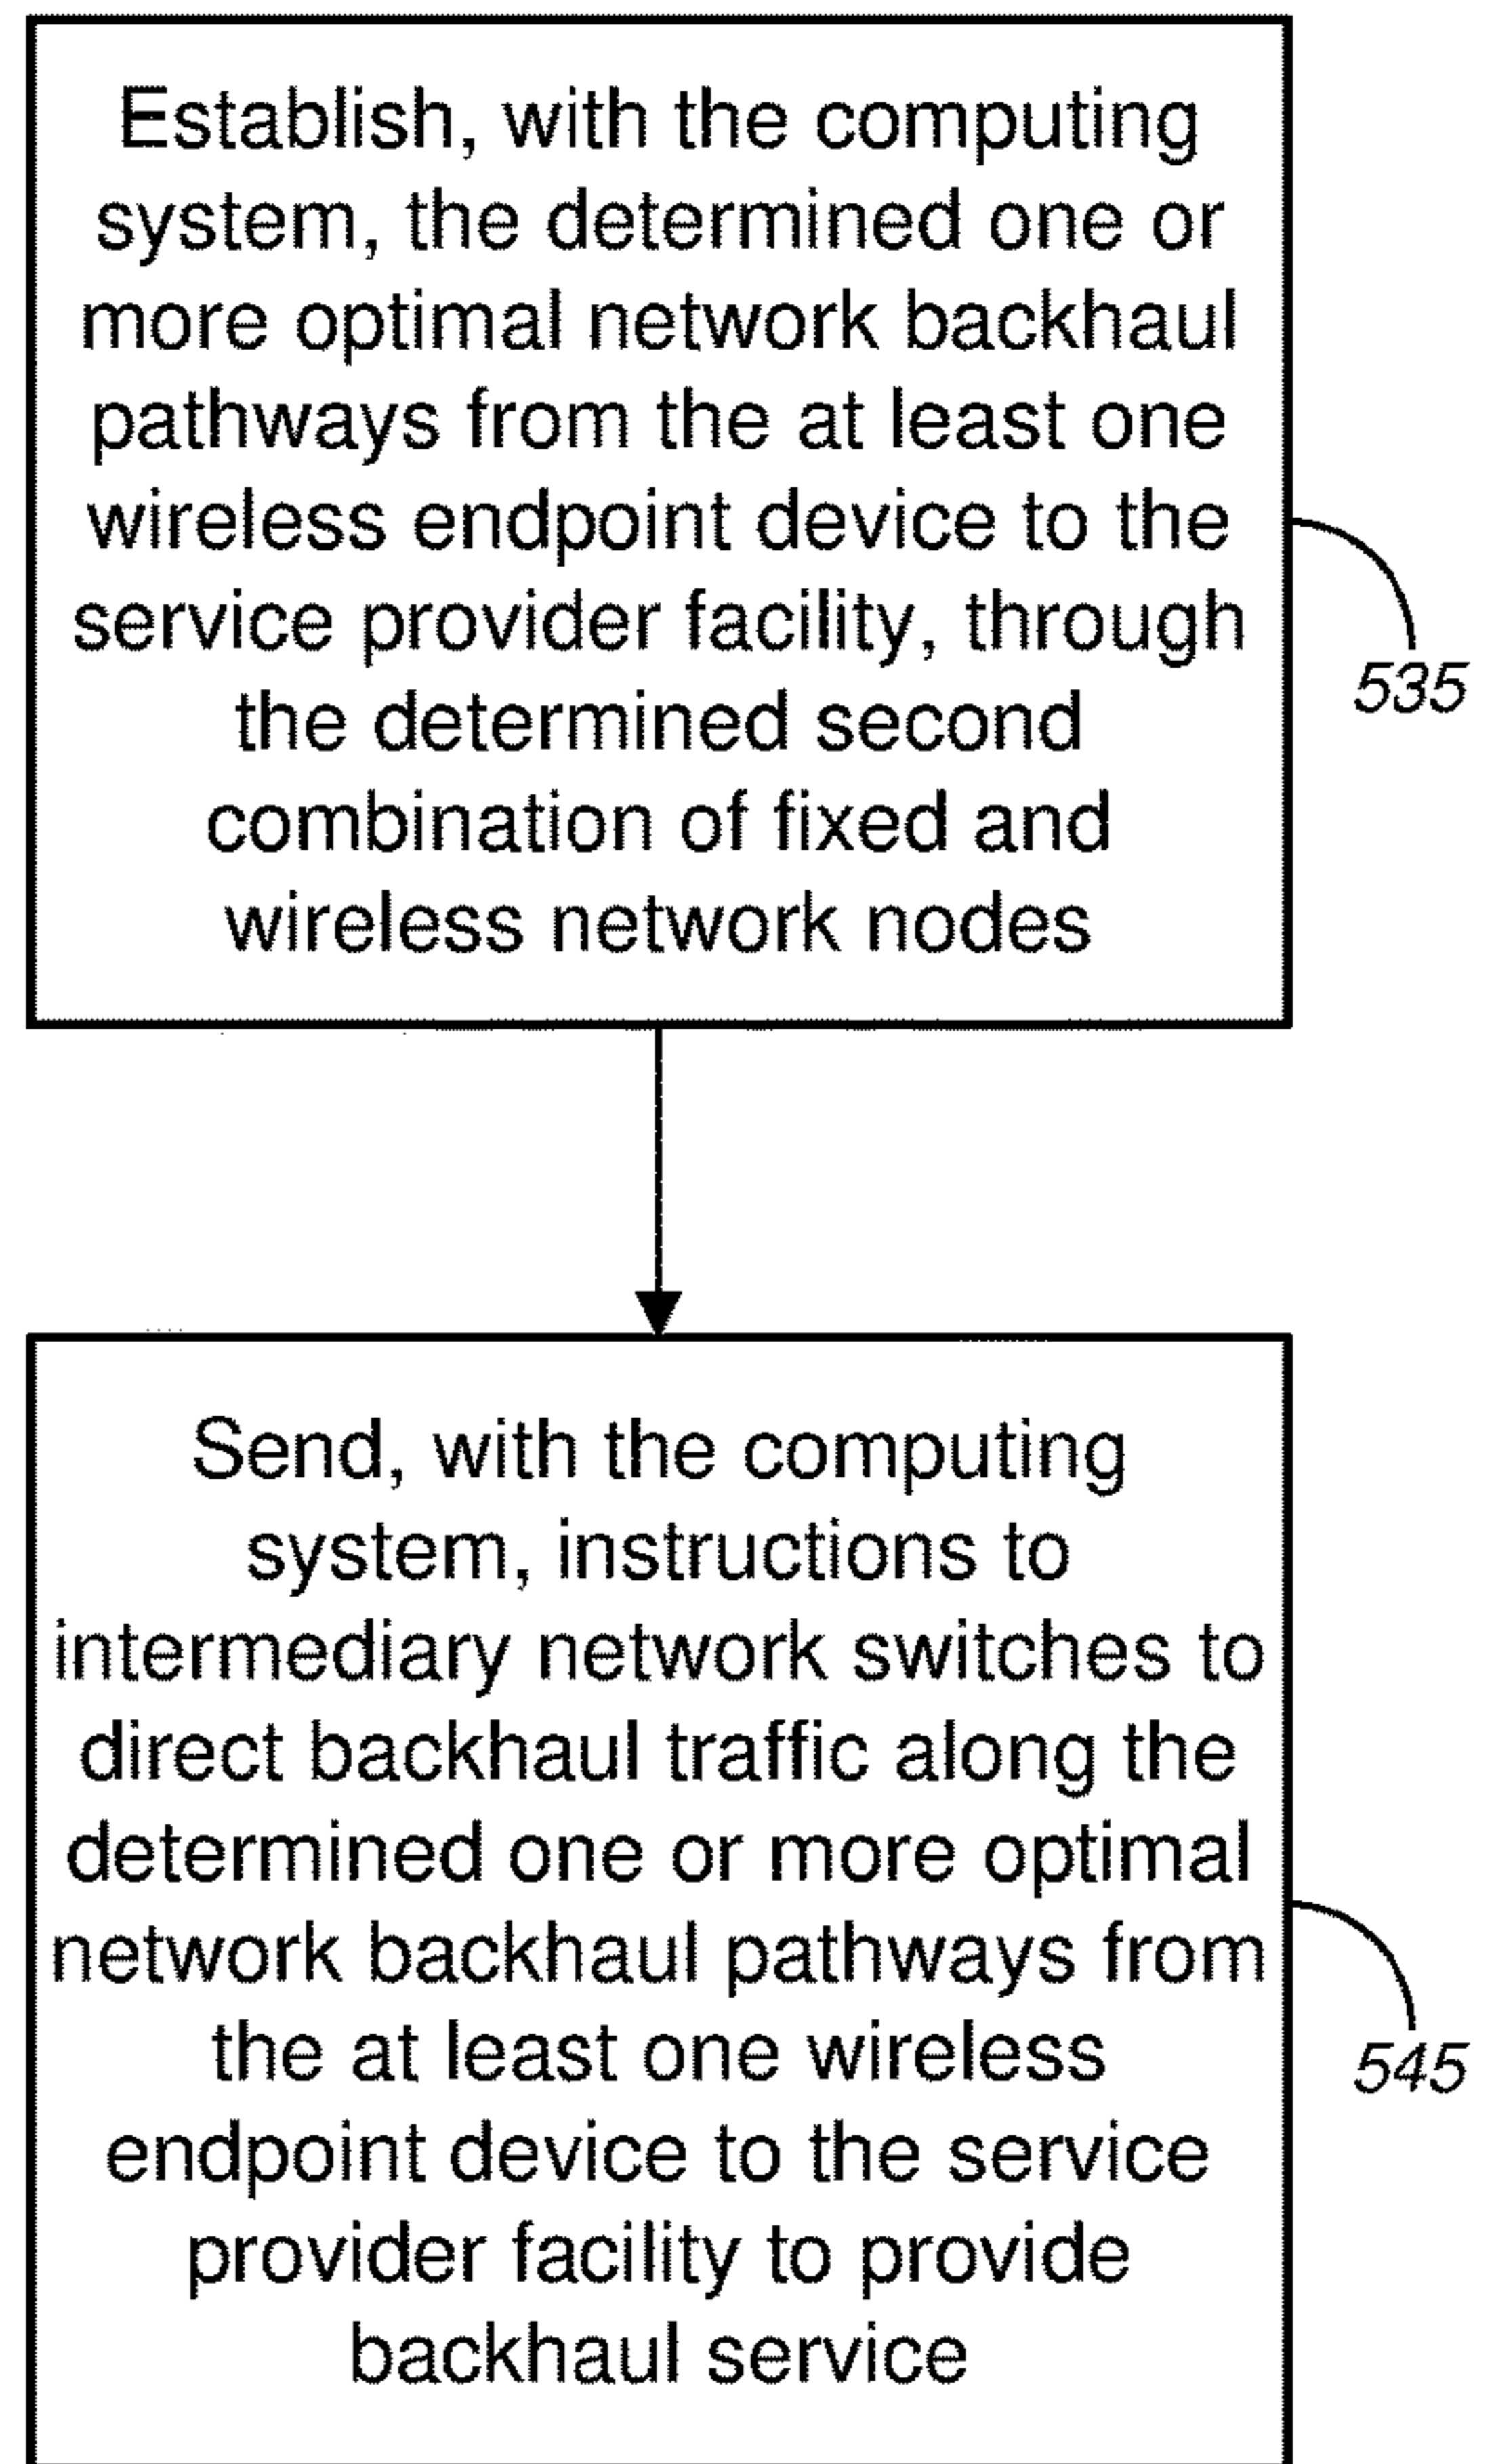 Establish, with the computing
system, the determined one or
more optimal network backhaul
pathways from the at least one
wireless endpoint device to the
service provider facility, through
the determined second
combination of fixed and
wireless network nodes
535
Send, with the computing
system, instructions to
intermediary network switches to
direct backhaul traffic along the
determined one or more optimal
network backhaul pathways from
the at least one wireless
endpoint device to the service
provider facility to provide
backhaul service
545